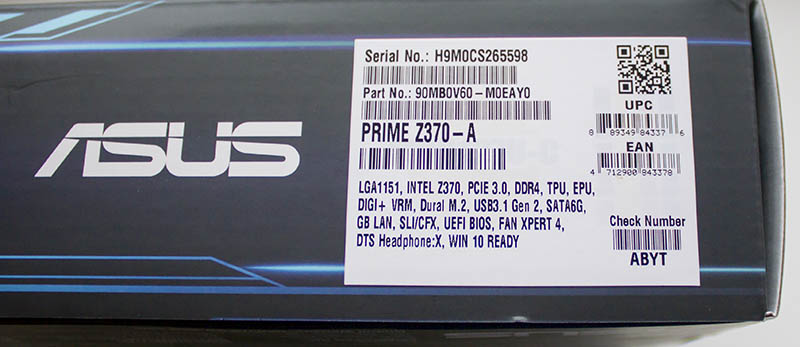 ASUS
Serial No.: H9M0CS265598
Part No.: 90MB0V60-M0EAY0
PRIME Z370-A
LGA1151, INTEL Z370, PCIE 3.0, DDR4, TPU, EPU,
DIGI+ VRM, Dural M.2, USB3.1 Gen 2, SATA6G,
GB LAN, SLI/CFX, UEFI BIOS, FAN XPERT 4,
DTS Headphone:X, WIN 10 READY
UPC
8 89349 84337 6
EAN
4 712900 843378
Check Number
ABYT